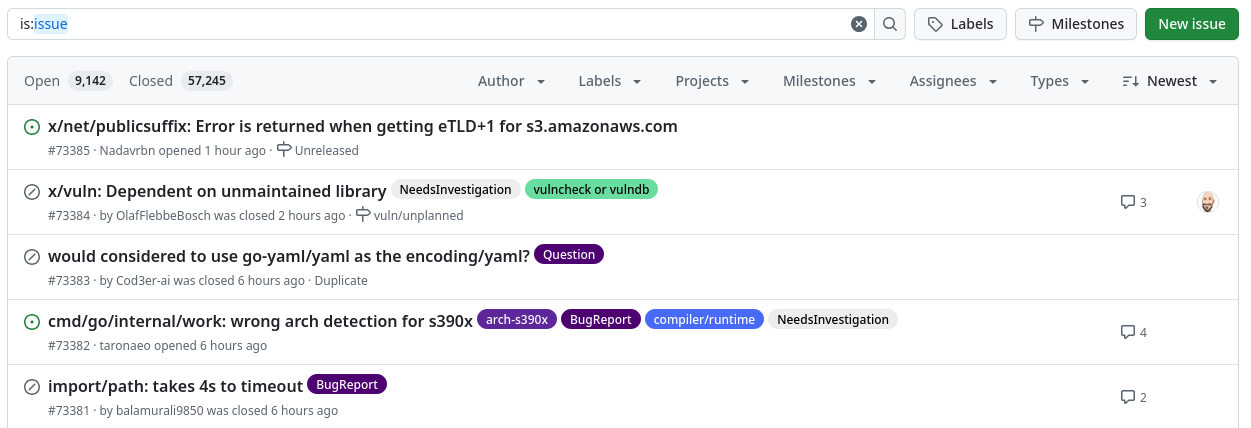 is:issue
Labels
Milestones
New issue
Open 9,142 Closed 57,245 Author Labels Projects Milestones Assignees Types Newest
x/net/publicsuffix: Error is returned when getting eTLD+1 for s3.amazonaws.com
#73385 · Nadavrbn opened 1 hour ago · Unreleased
x/vuln: Dependent on unmaintained library NeedsInvestigation vulncheck or vulndb
3
#73384 · by OlafFlebbeBosch was closed 2 hours ago · vuln/unplanned
would considered to use go-yaml/yaml as the encoding/yaml? Question
#73383 · by Cod3er-ai was closed 6 hours ago · Duplicate
cmd/go/internal/work: wrong arch detection for s390x arch-s390x BugReport compiler/runtime NeedsInvestigation
4
#73382 · taronaeo opened 6 hours ago
import/path: takes 4s to timeout BugReport
2
#73381 · by balamurali9850 was closed 6 hours ago